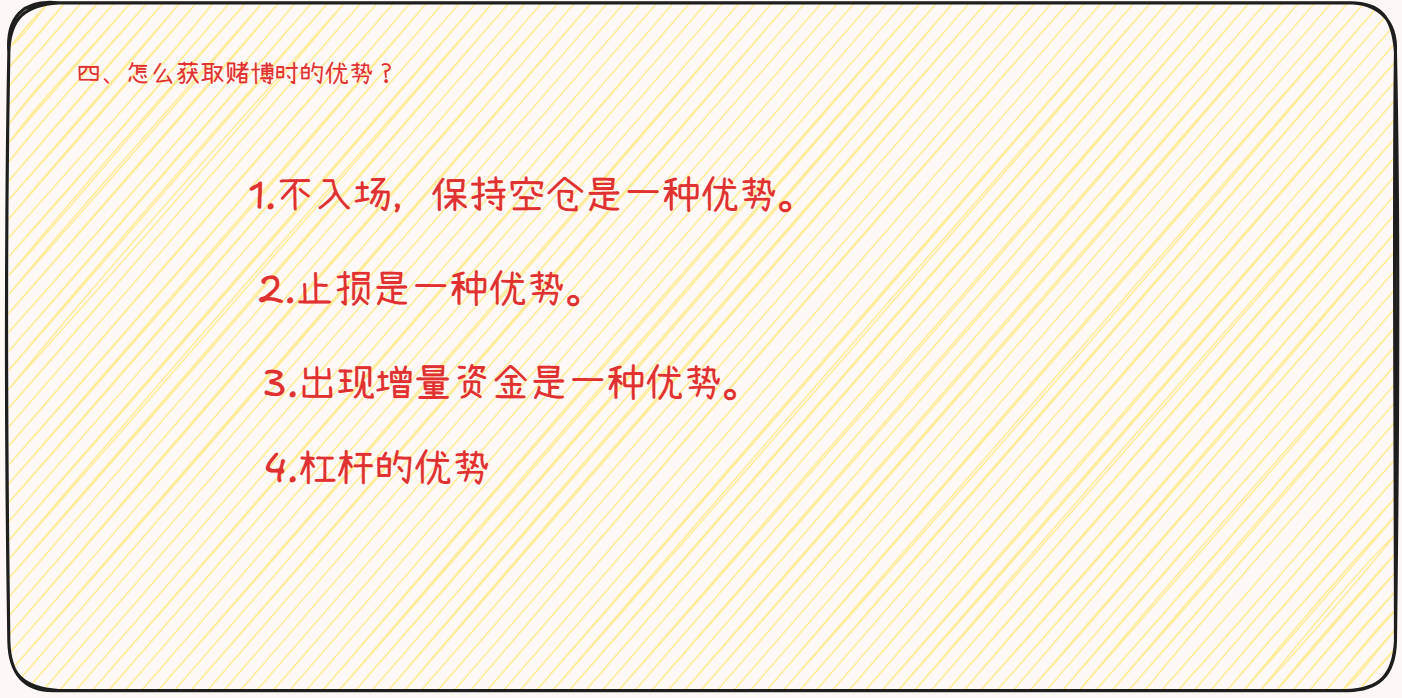 四、怎么获取赌博时的优势？
1.不入场，保持空仓是一种优势。
2.止损是一种优势。
3.出现增量资金是一种优势。
4.杠杆的优势